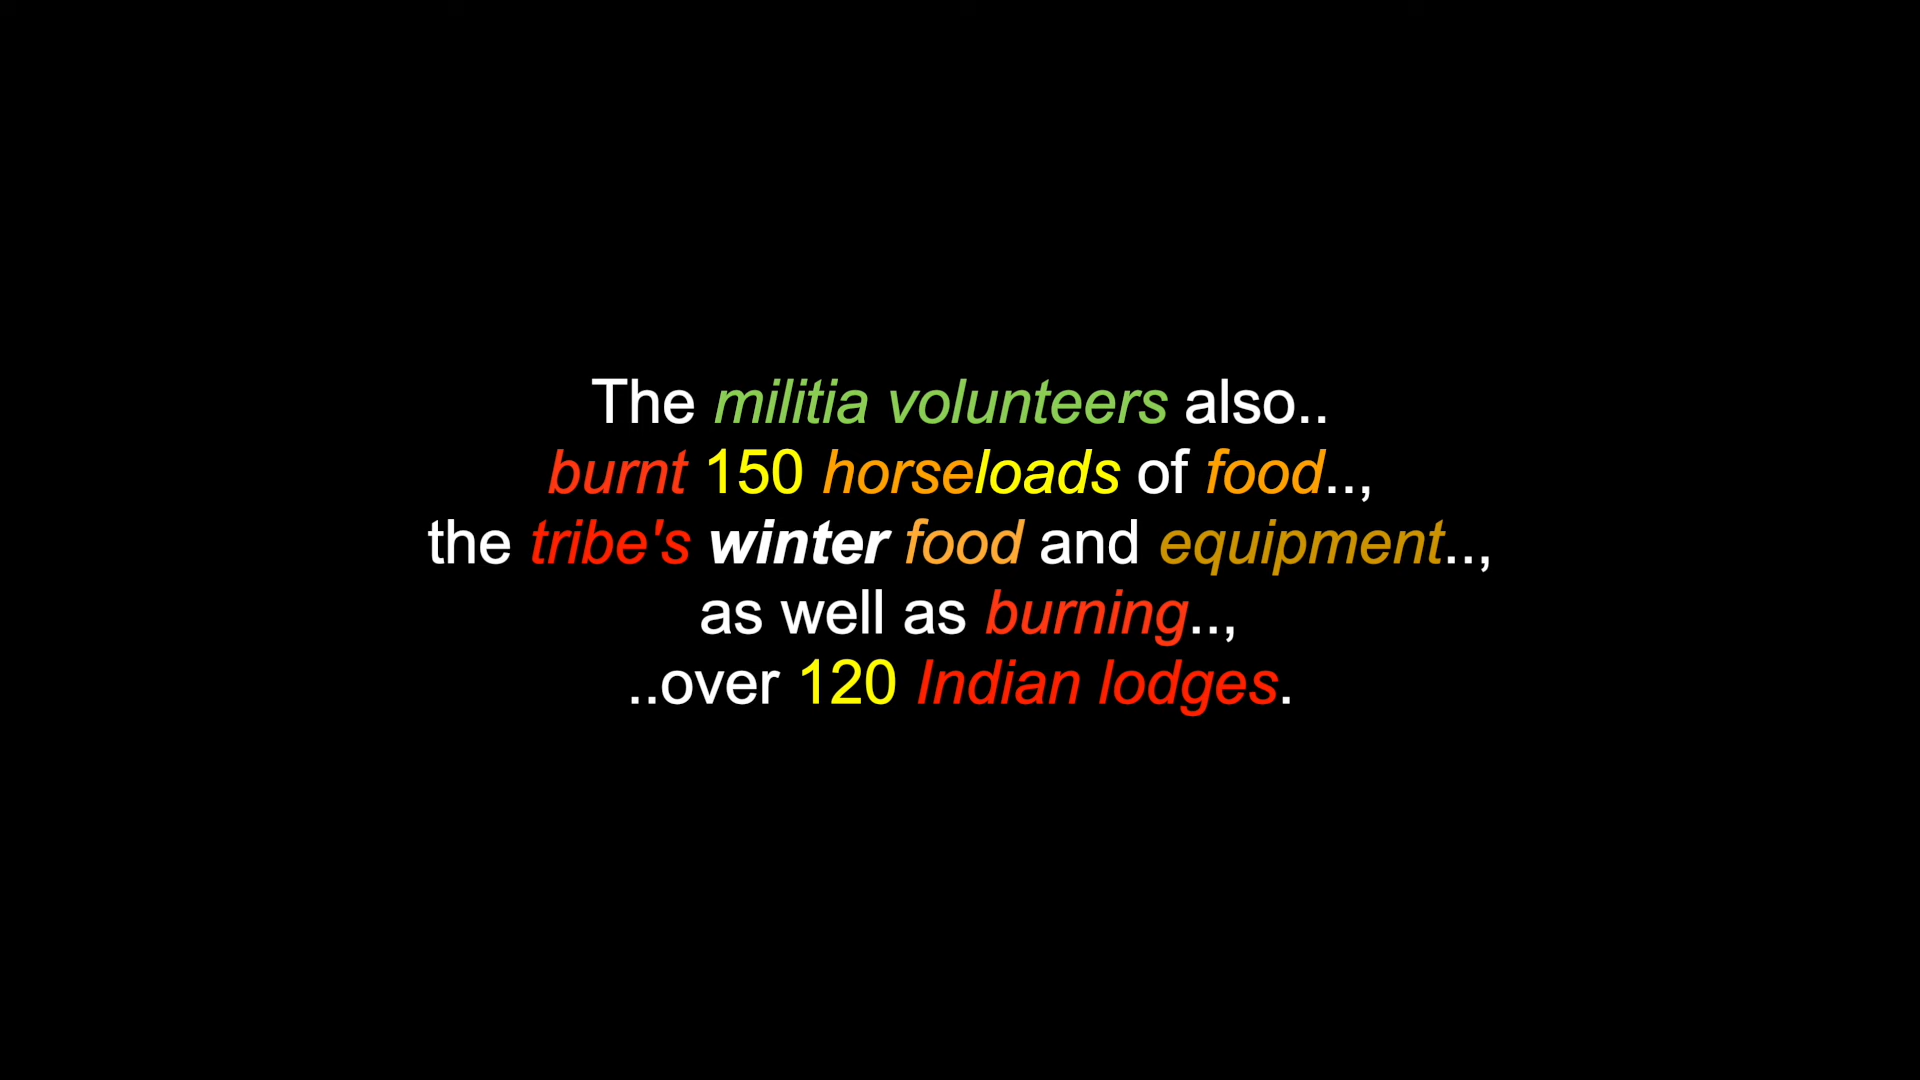 The militia volunteers also..
burnt 150 horseloads of food..,
the tribe's winter food and equipment..,
as well as burning..,
..over 120 Indian lodges.